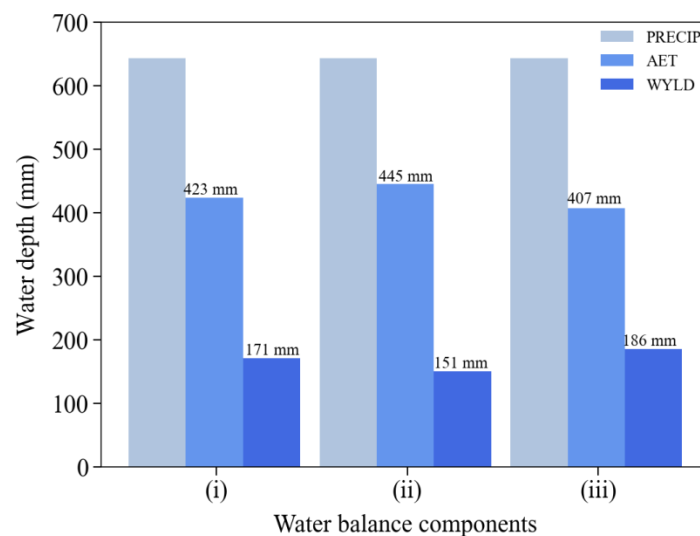 700
600
500
400
300
200
100
0
Water depth (mm)
PRECIP
AET
WYLD
423 mm
171 mm
445 mm
151 mm
407 mm
186 mm
(i)
(ii)
(iii)
Water balance components